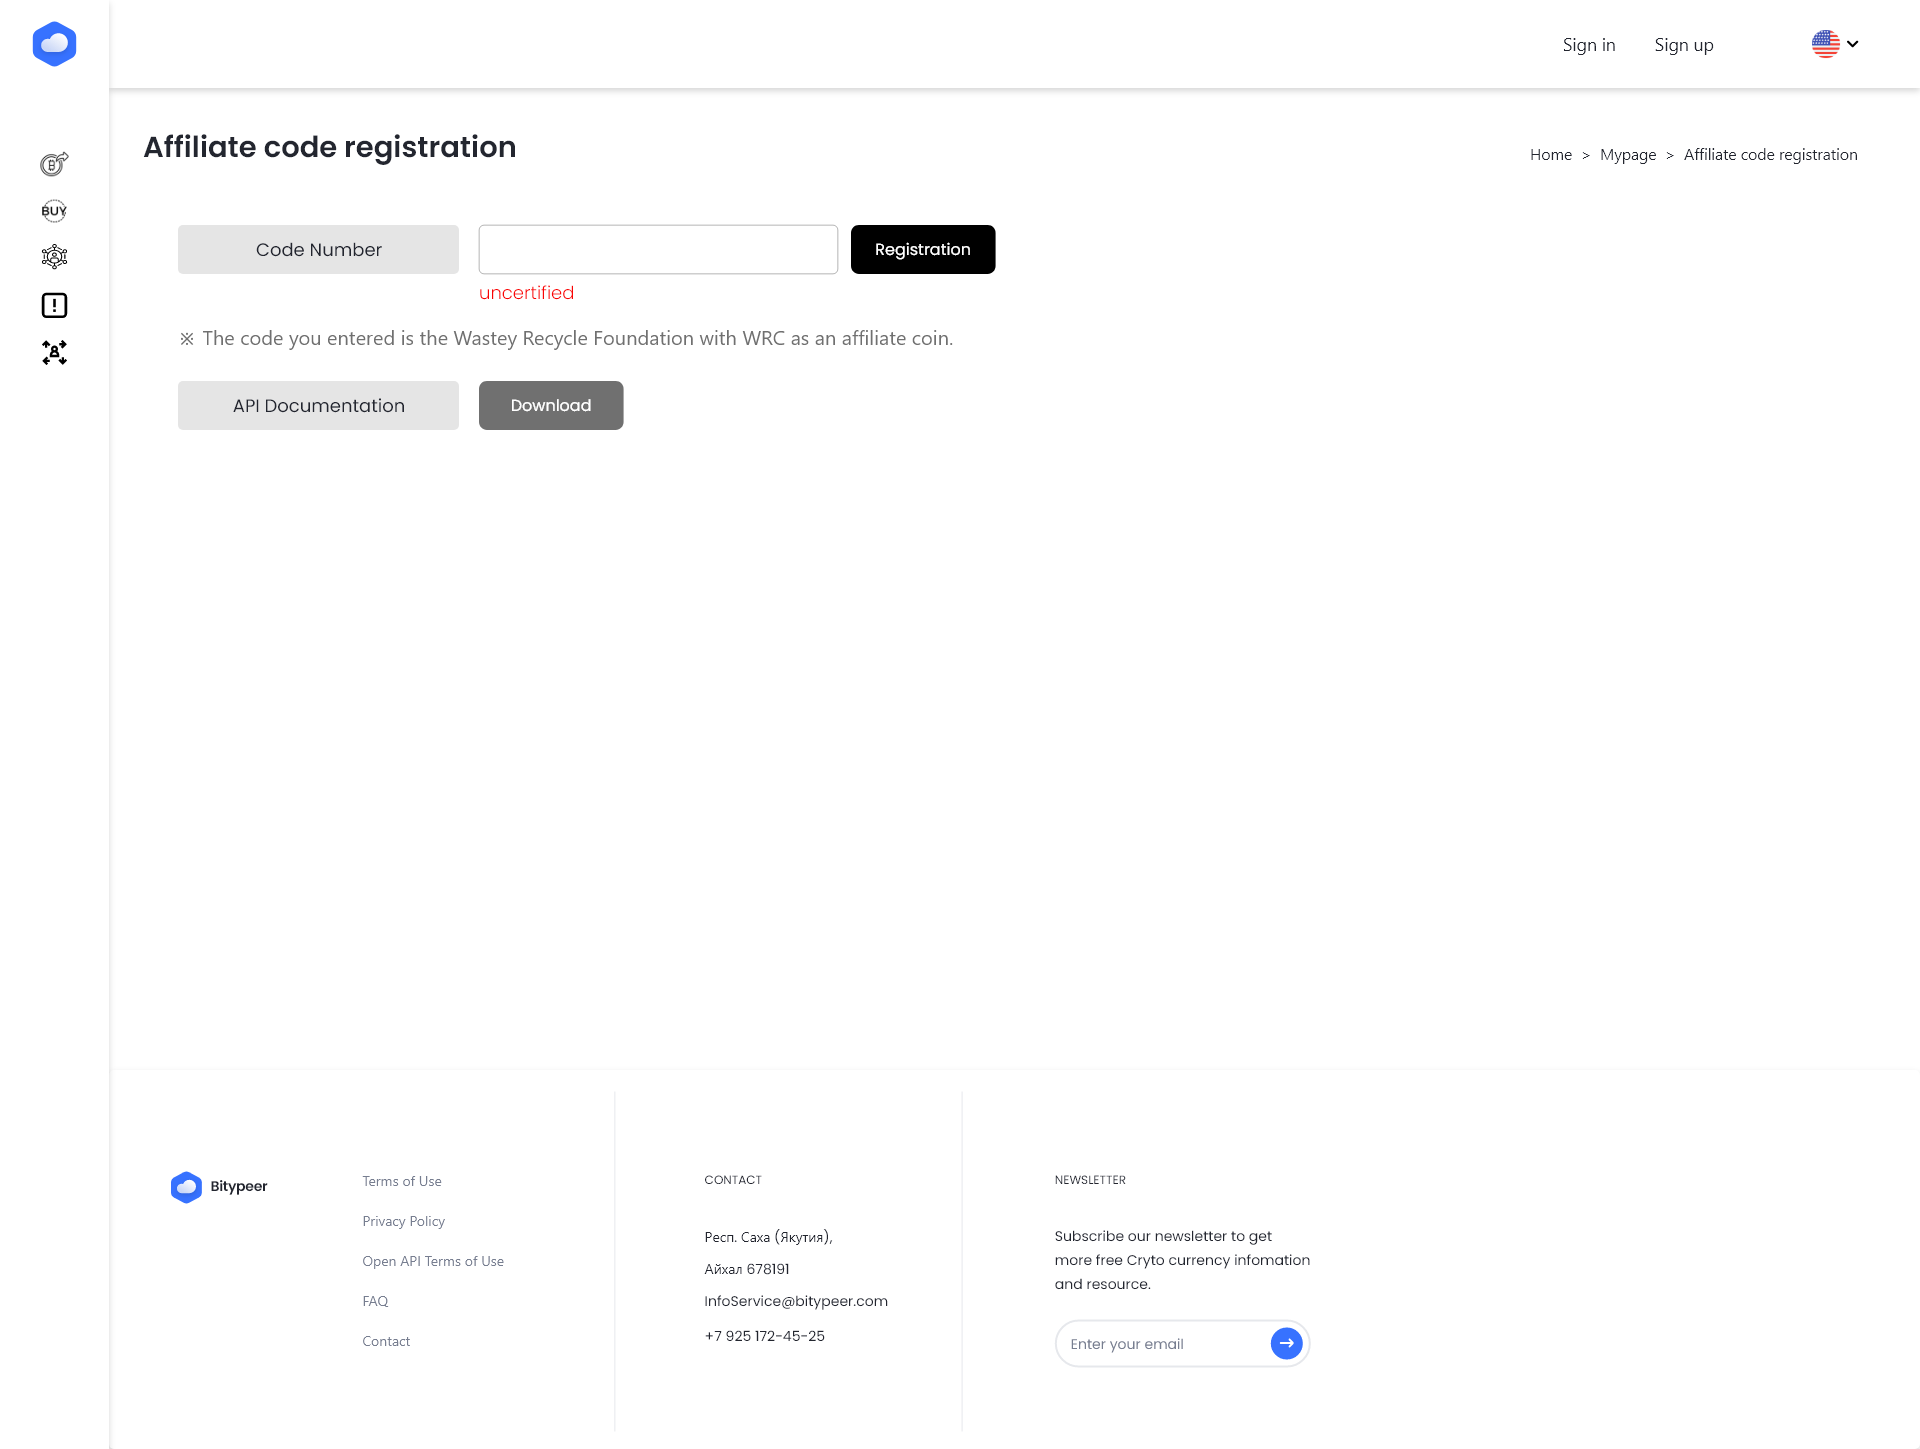 Sign in
Sign up
Affiliate code registration
Home > Mypage > Affiliate code registration
BUY
Code Number
Registration
uncertified
※ The code you entered is the Wastey Recycle Foundation with WRC as an affiliate coin.
API Documentation
Download
Bitypeer
Terms of Use
Privacy Policy
Open API Terms of Use
FAQ
Contact
CONTACT
Респ. Саха (Якутия),
Айхал 678191
InfoService@bitypeer.com
+7 925 172-45-25
NEWSLETTER
Subscribe our newsletter to get
more free Cryto currency infomation
and resource.
Enter your email